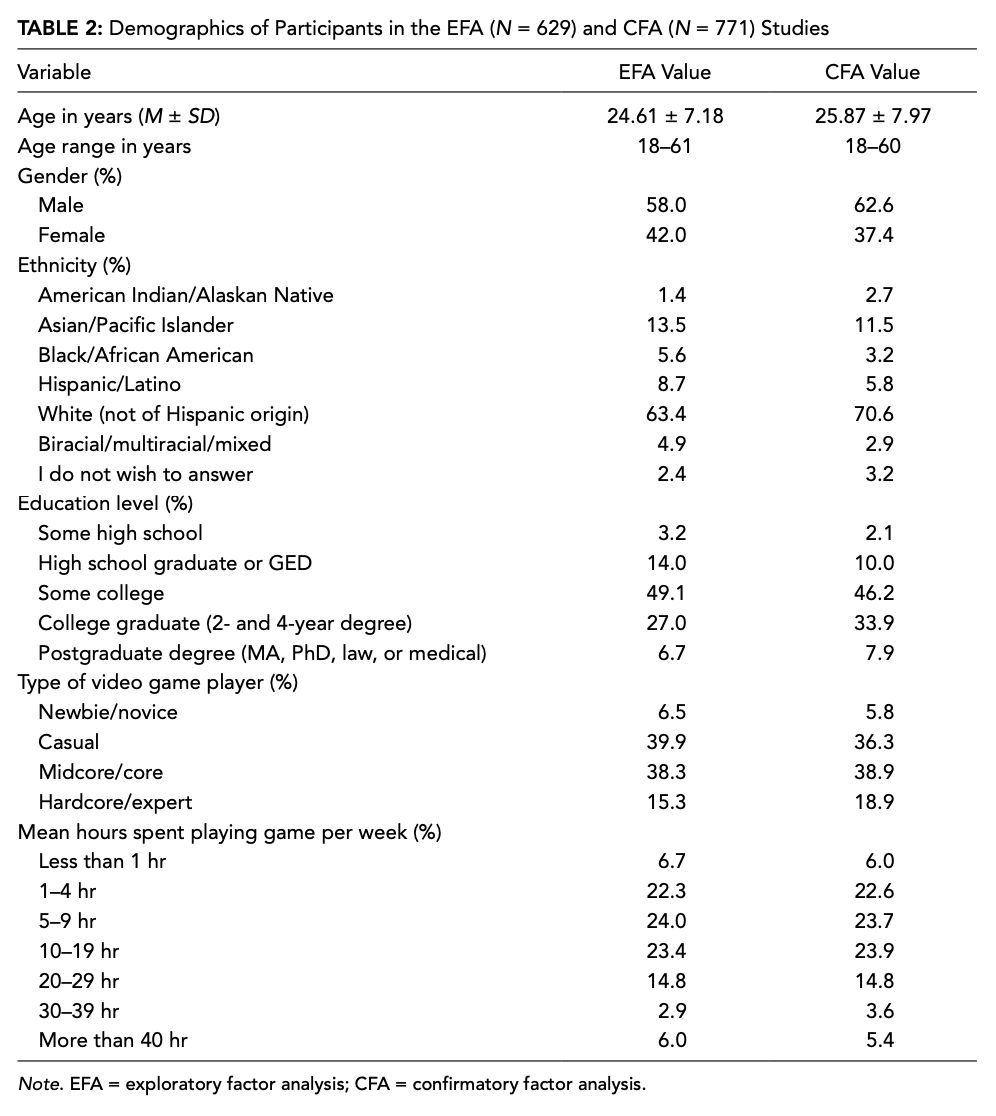 TABLE 2: Demographics of Participants in the EFA (N = 629) and CFA (N = 771) Studies
Variable EFA Value CFA Value
Age in years (M ± SD) 24.61 ± 7.18 25.87 ± 7.97
Age range in years 18–61 18–60
Gender (%)
Male 58.0 62.6
Female 42.0 37.4
Ethnicity (%)
American Indian/Alaskan Native 1.4 2.7
Asian/Pacific Islander 13.5 11.5
Black/African American 5.6 3.2
Hispanic/Latino 8.7 5.8
White (not of Hispanic origin) 63.4 70.6
Biracial/multiracial/mixed 4.9 2.9
I do not wish to answer 2.4 3.2
Education level (%)
Some high school 3.2 2.1
High school graduate or GED 14.0 10.0
Some college 49.1 46.2
College graduate (2- and 4-year degree) 27.0 33.9
Postgraduate degree (MA, PhD, law, or medical) 6.7 7.9
Type of video game player (%)
Newbie/novice 6.5 5.8
Casual 39.9 36.3
Midcore/core 38.3 38.9
Hardcore/expert 15.3 18.9
Mean hours spent playing game per week (%)
Less than 1 hr 6.7 6.0
1–4 hr 22.3 22.6
5–9 hr 24.0 23.7
10–19 hr 23.4 23.9
20–29 hr 14.8 14.8
30–39 hr 2.9 3.6
More than 40 hr 6.0 5.4
Note. EFA = exploratory factor analysis; CFA = confirmatory factor analysis.